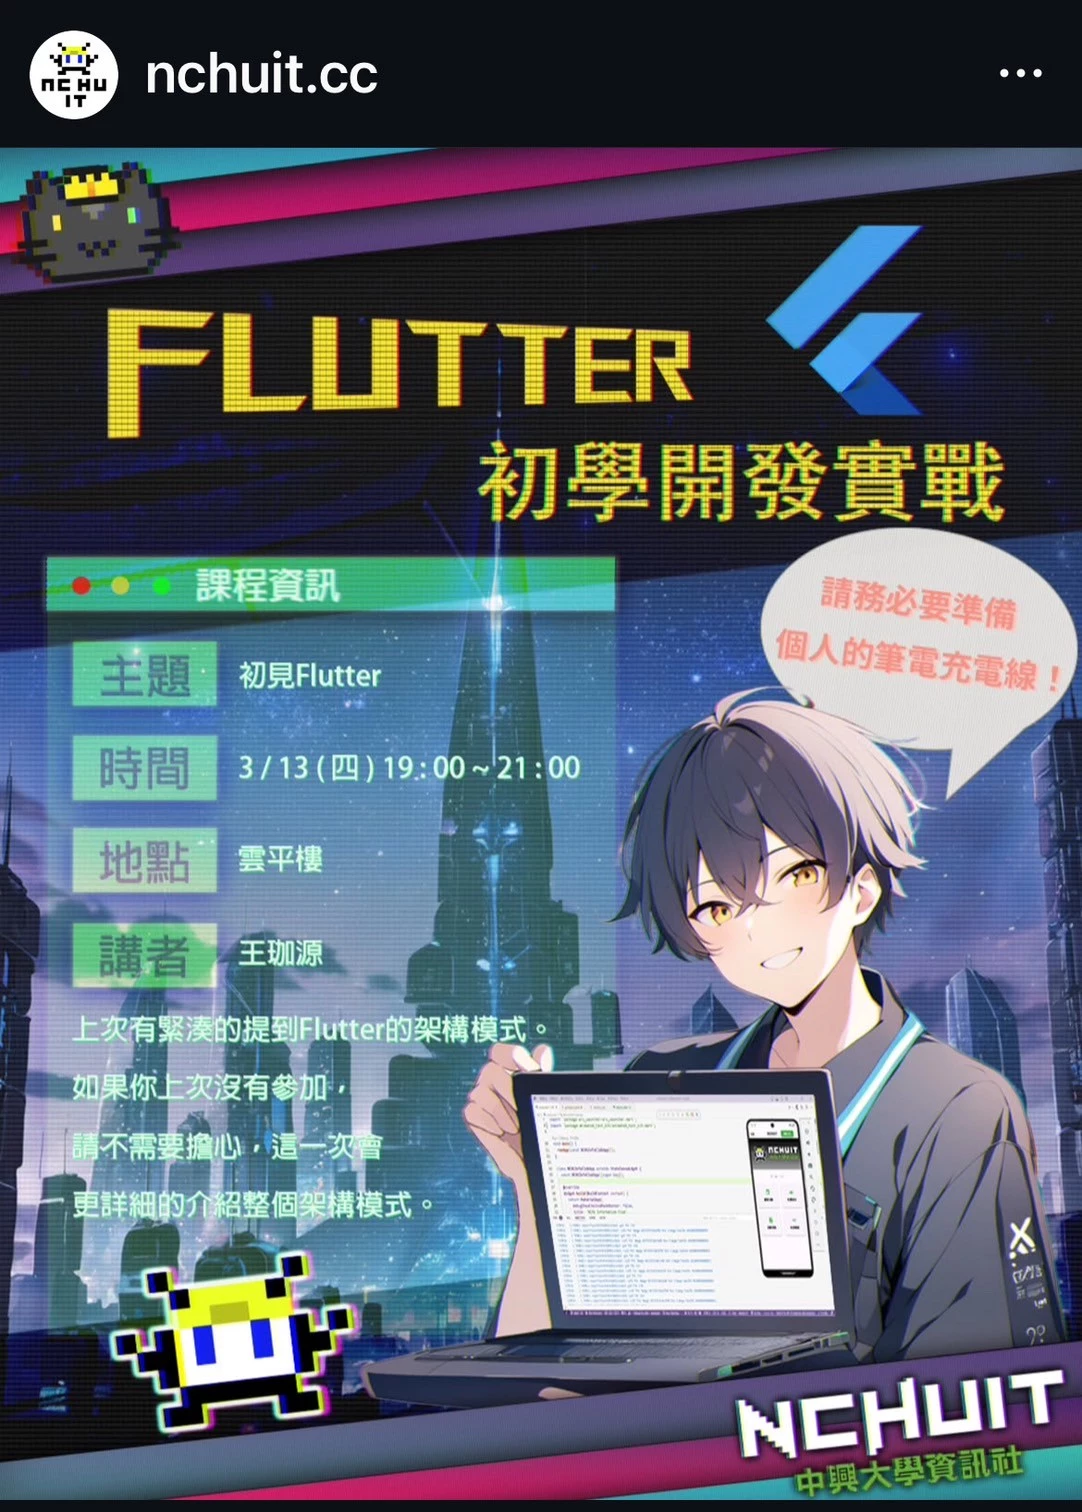 NCHU
IT
nchuit.cc
FLUTTER
初學開發實戰
課程資訊
請務必要準備
個人的筆電充電線！
主題 初見Flutter
時間 3/13(四)19:00~21:00
地點 雲平樓
講者 王珈源
上次有緊湊的提到Flutter的架構模式。
如果你上次沒有參加，
請不需要擔心，這一次會
更詳細的介紹整個架構模式。
NCHUIT
NCHUIT
中興大學資訊社